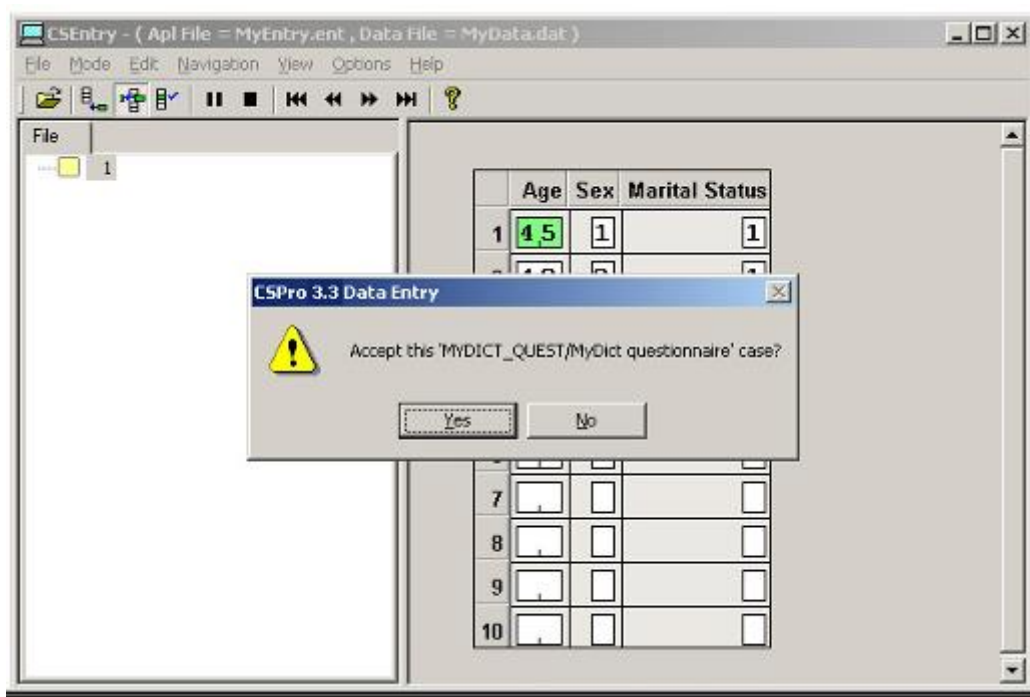 CSEntry - ( Apl File = MyEntry.ent , Data File = MyData.dat )
File Mode Edit Navigation View Options Help
File
1
Age Sex Marital Status
1 4,5 1 1
CSPro 3.3 Data Entry
Accept this 'MYDICT_QUEST/MyDict questionnaire' case?
Yes No
7
8
9
10